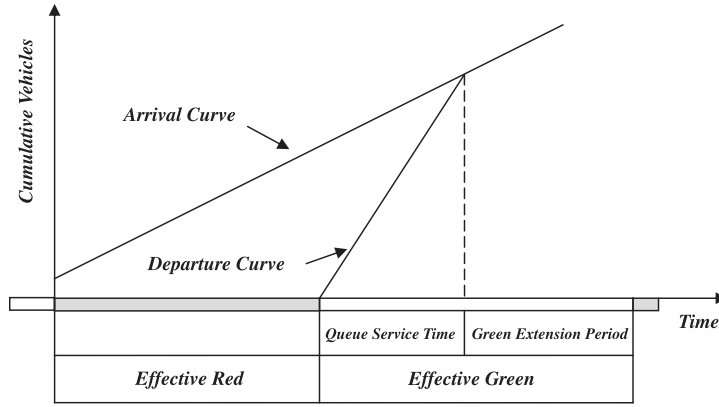 Cumulative Vehicles
Arrival Curve
Departure Curve
Time
Queue Service Time
Green Extension Period
Effective Red
Effective Green